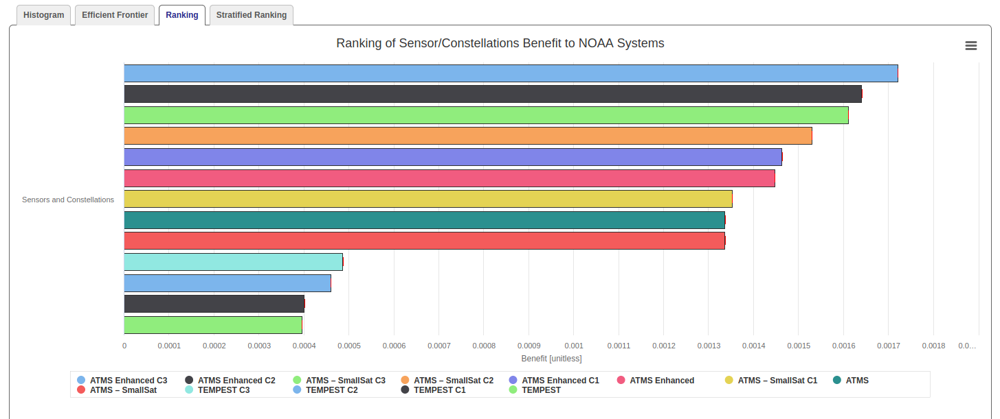 Histogram Efficient Frontier Ranking Stratified Ranking
Ranking of Sensor/Constellations Benefit to NOAA Systems
Sensors and Constellations
0 0.0001 0.0002 0.0003 0.0004 0.0005 0.0006 0.0007 0.0008 0.0009 0.001 0.0011 0.0012 0.0013 0.0014 0.0015 0.0016 0.0017 0.0018 0.0…
Benefit [unitless]
ATMS Enhanced C3 ATMS Enhanced C2 ATMS – SmallSat C3 ATMS – SmallSat C2 ATMS Enhanced C1 ATMS Enhanced ATMS – SmallSat C1 ATMS
ATMS – SmallSat TEMPEST C3 TEMPEST C2 TEMPEST C1 TEMPEST